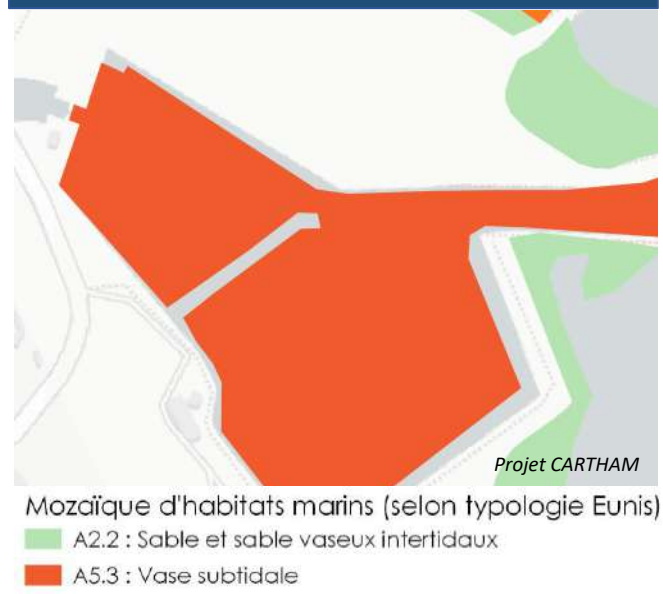 Projet CARTHAM
Mozaïque d'habitats marins (selon typologie Eunis)
A2.2 : Sable et sable vaseux intertidaux
A5.3 : Vase subtidale